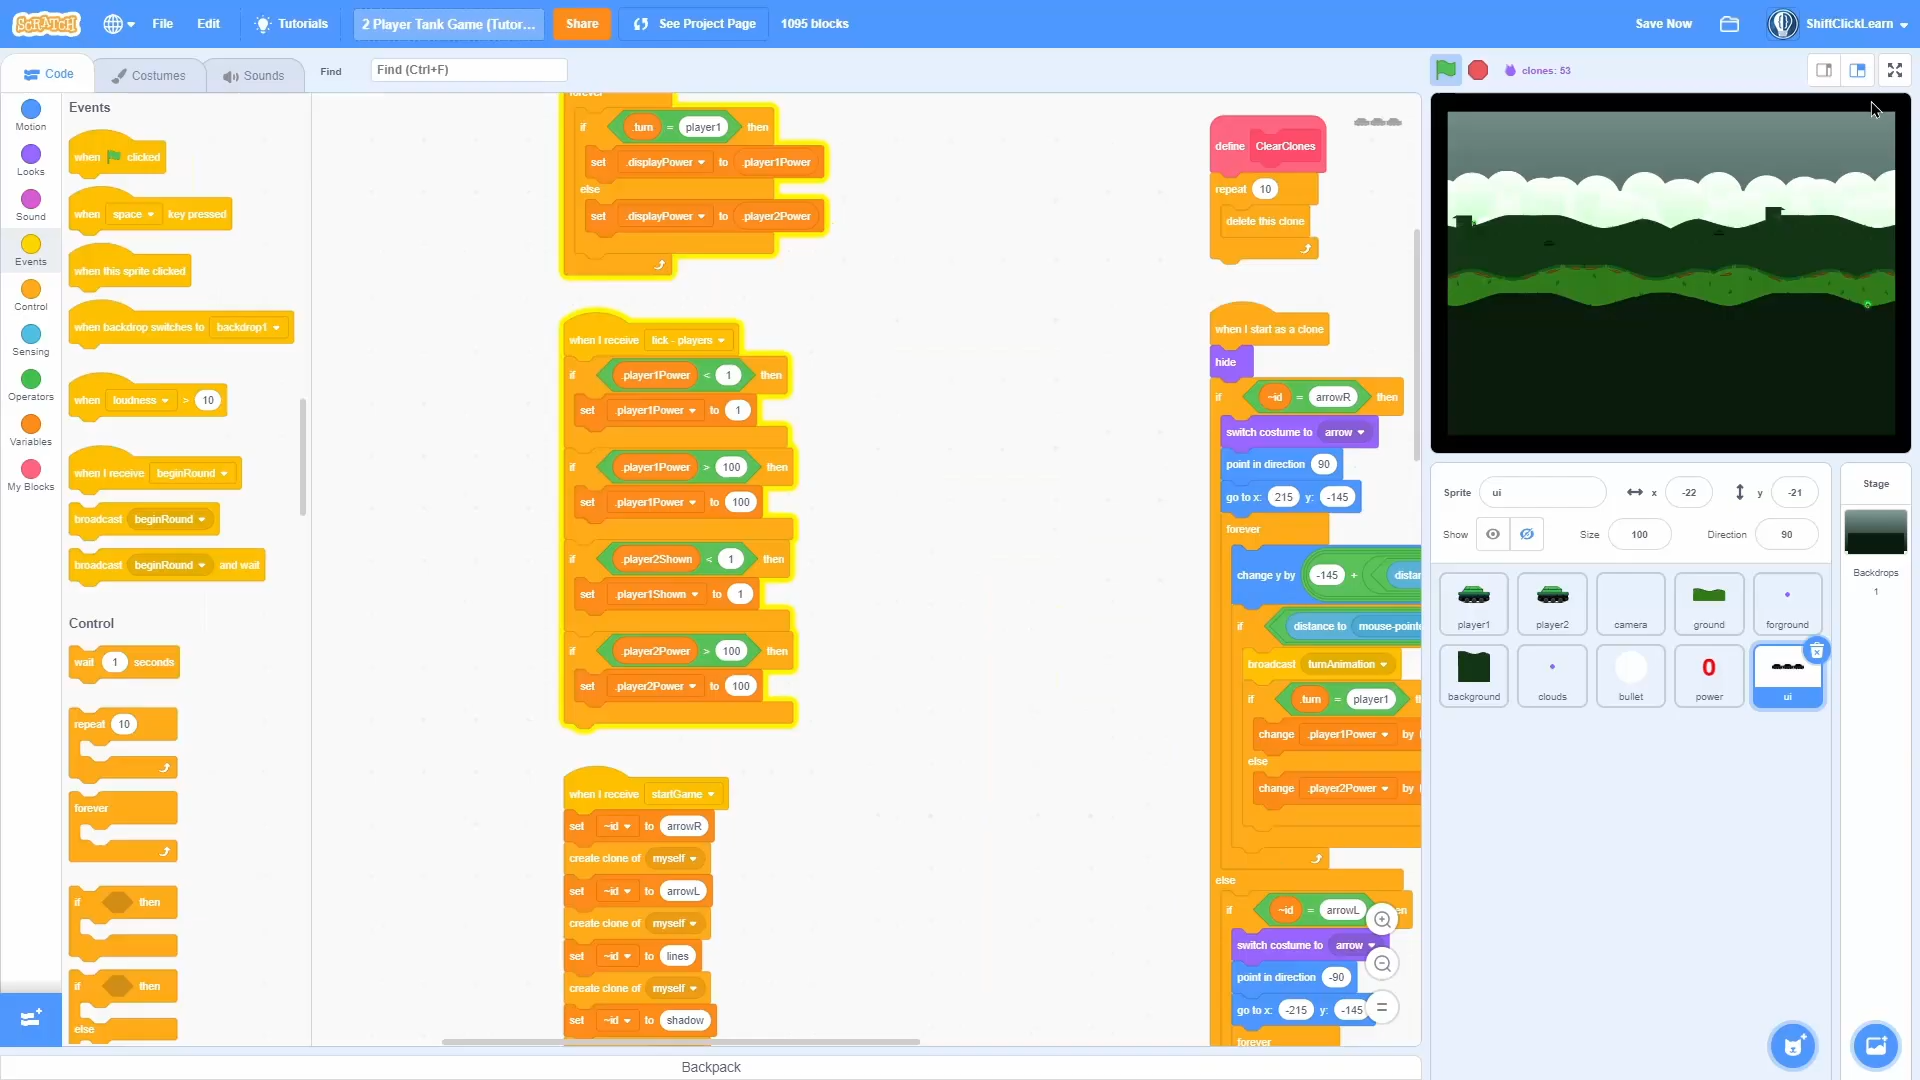 SCRATCH
File
Edit
Tutorials
2 Player Tank Game (Tutor...
Share
See Project Page
1095 blocks
Save Now
ShiftClickLearn
Code
Costumes
Sounds
Find
Find (Ctrl+F)
clones: 53
Motion
Looks
Sound
Events
Control
Sensing
Operators
Variables
My Blocks
Events
when clicked
when space key pressed
when this sprite clicked
when backdrop switches to backdrop1
when loudness > 10
when I receive beginRound
broadcast beginRound
broadcast beginRound and wait
Control
wait 1 seconds
repeat 10
forever
if then
if then
else
forever
if .turn = player1 then
set .displayPower to .player1Power
else
set .displayPower to .player2Power
when I receive tick - players
if .player1Power < 1 then
set .player1Power to 1
if .player1Power > 100 then
set .player1Power to 100
if .player2Shown < 1 then
set .player1Shown to 1
if .player2Power > 100 then
set .player2Power to 100
when I receive startGame
set ~id to arrowR
create clone of myself
set ~id to arrowL
create clone of myself
set ~id to lines
create clone of myself
set ~id to shadow
define ClearClones
repeat 10
delete this clone
when I start as a clone
hide
if ~id = arrowR then
switch costume to arrow
point in direction 90
go to x: 215 y: -145
forever
change y by -145 + distan
if distance to mouse-pointe
broadcast turnAnimation
if .turn = player1 t
change .player1Power by
else
change .player2Power by
else
if ~id = arrowL en
switch costume to arrow
point in direction -90
go to x: -215 y: -145
forever
Backpack
Sprite ui x -22 y -21
Show Size 100 Direction 90
player1
player2
camera
ground
forground
background
clouds
bullet
0
power
ui
Stage
Backdrops
1